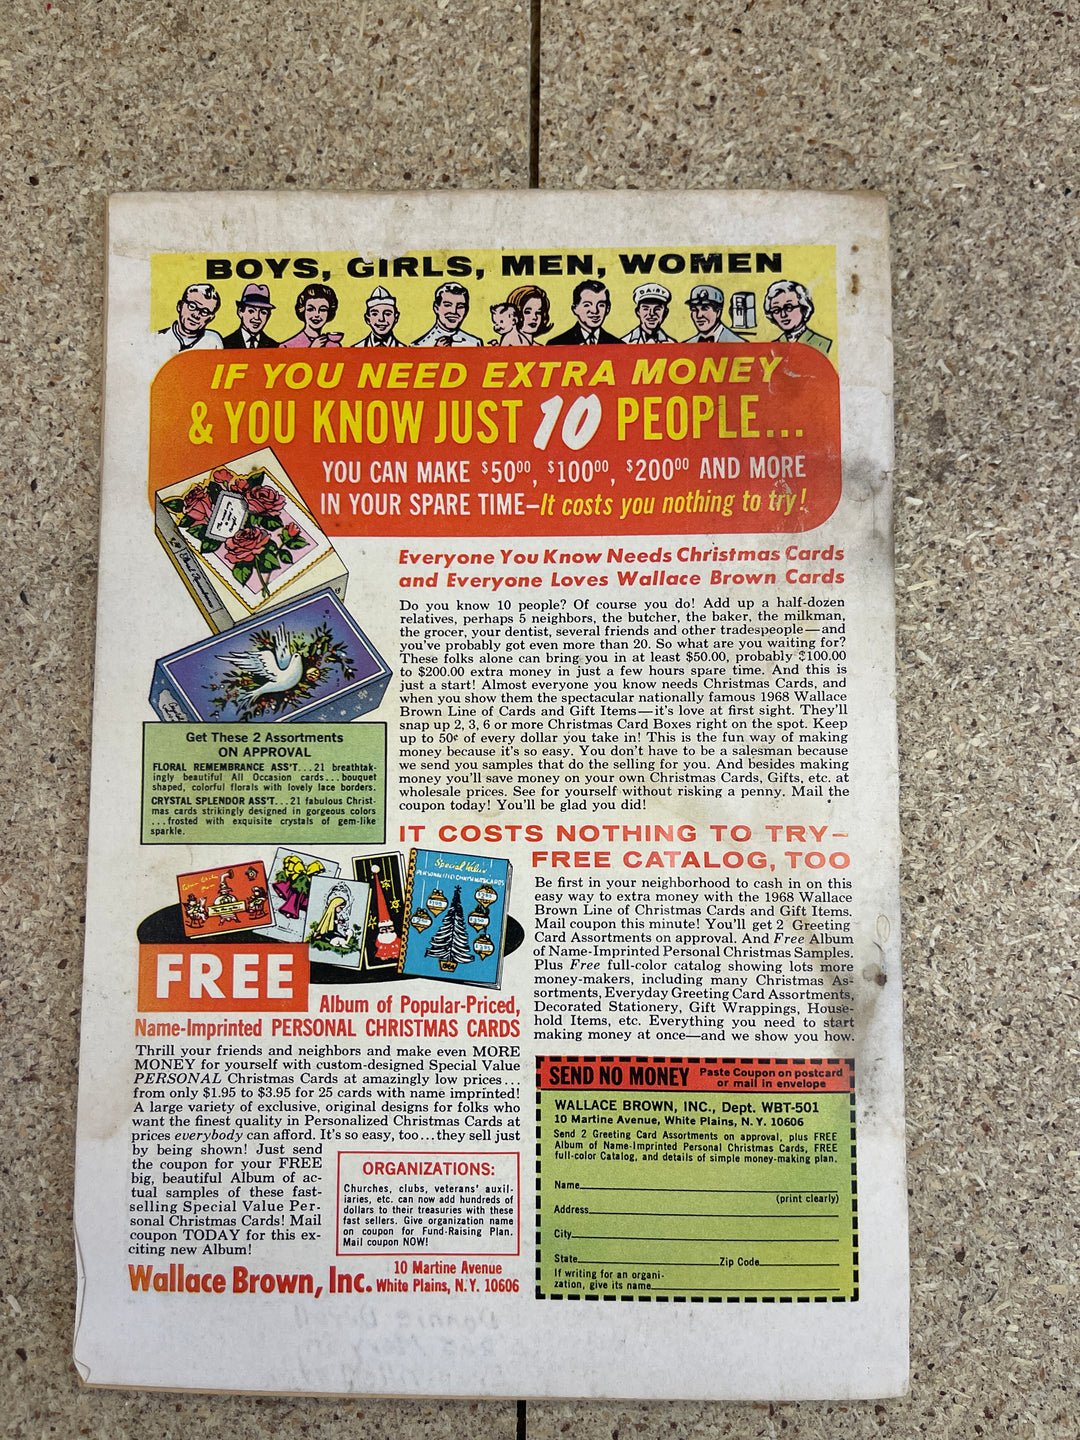 BOYS, GIRLS, MEN, WOMEN
DAIRY
IF YOU NEED EXTRA MONEY
& YOU KNOW JUST 10 PEOPLE...
YOU CAN MAKE $50⁰⁰, $100⁰⁰, $200⁰⁰ AND MORE
IN YOUR SPARE TIME—It costs you nothing to try!
Everyone You Know Needs Christmas Cards
and Everyone Loves Wallace Brown Cards
Do you know 10 people? Of course you do! Add up a half-dozen
relatives, perhaps 5 neighbors, the butcher, the baker, the milkman,
the grocer, your dentist, several friends and other tradespeople—and
you've probably got even more than 20. So what are you waiting for?
These folks alone can bring you in at least $50.00, probably $100.00
to $200.00 extra money in just a few hours spare time. And this is
just a start! Almost everyone you know needs Christmas Cards, and
when you show them the spectacular nationally famous 1968 Wallace
Brown Line of Cards and Gift Items—it's love at first sight. They'll
snap up 2, 3, 6 or more Christmas Card Boxes right on the spot. Keep
up to 50¢ of every dollar you take in! This is the fun way of making
money because it's so easy. You don't have to be a salesman because
we send you samples that do the selling for you. And besides making
money you'll save money on your own Christmas Cards, Gifts, etc. at
wholesale prices. See for yourself without risking a penny. Mail the
coupon today! You'll be glad you did!
Get These 2 Assortments
ON APPROVAL
FLORAL REMEMBRANCE ASS'T...21 breathtak-
ingly beautiful All Occasion cards...bouquet
shaped, colorful florals with lovely lace borders.
CRYSTAL SPLENDOR ASS'T...21 fabulous Christ-
mas cards strikingly designed in gorgeous colors
...frosted with exquisite crystals of gem-like
sparkle.
IT COSTS NOTHING TO TRY—
FREE CATALOG, TOO
Be first in your neighborhood to cash in on this
easy way to extra money with the 1968 Wallace
Brown Line of Christmas Cards and Gift Items.
Mail coupon this minute! You'll get 2 Greeting
Card Assortments on approval. And Free Album
of Name-Imprinted Personal Christmas Samples.
Plus Free full-color catalog showing lots more
money-makers, including many Christmas As-
sortments, Everyday Greeting Card Assortments,
Decorated Stationery, Gift Wrappings, House-
hold Items, etc. Everything you need to start
making money at once—and we show you how.
Special Value
PERSONALIZED CHRISTMAS CARDS
FREE
Album of Popular-Priced,
Name-Imprinted PERSONAL CHRISTMAS CARDS
Thrill your friends and neighbors and make even MORE
MONEY for yourself with custom-designed Special Value
PERSONAL Christmas Cards at amazingly low prices...
from only $1.95 to $3.95 for 25 cards with name imprinted!
A large variety of exclusive, original designs for folks who
want the finest quality in Personalized Christmas Cards at
prices everybody can afford. It's so easy, too...they sell just
by being shown! Just send
the coupon for your FREE
big, beautiful Album of ac-
tual samples of these fast-
selling Special Value Per-
sonal Christmas Cards! Mail
coupon TODAY for this ex-
citing new Album!
ORGANIZATIONS:
Churches, clubs, veterans' auxil-
iaries, etc. can now add hundreds of
dollars to their treasuries with these
fast sellers. Give organization name
on coupon for Fund-Raising Plan.
Mail coupon NOW!
Wallace Brown, Inc. 10 Martine Avenue
White Plains, N.Y. 10606
SEND NO MONEY Paste Coupon on postcard
or mail in envelope
WALLACE BROWN, INC., Dept. WBT-501
10 Martine Avenue, White Plains, N.Y. 10606
Send 2 Greeting Card Assortments on approval, plus FREE
Album of Name-Imprinted Personal Christmas Cards, FREE
full-color Catalog, and details of simple money-making plan.
Name
(print clearly)
Address
City
State Zip Code
If writing for an organi-
zation, give its name